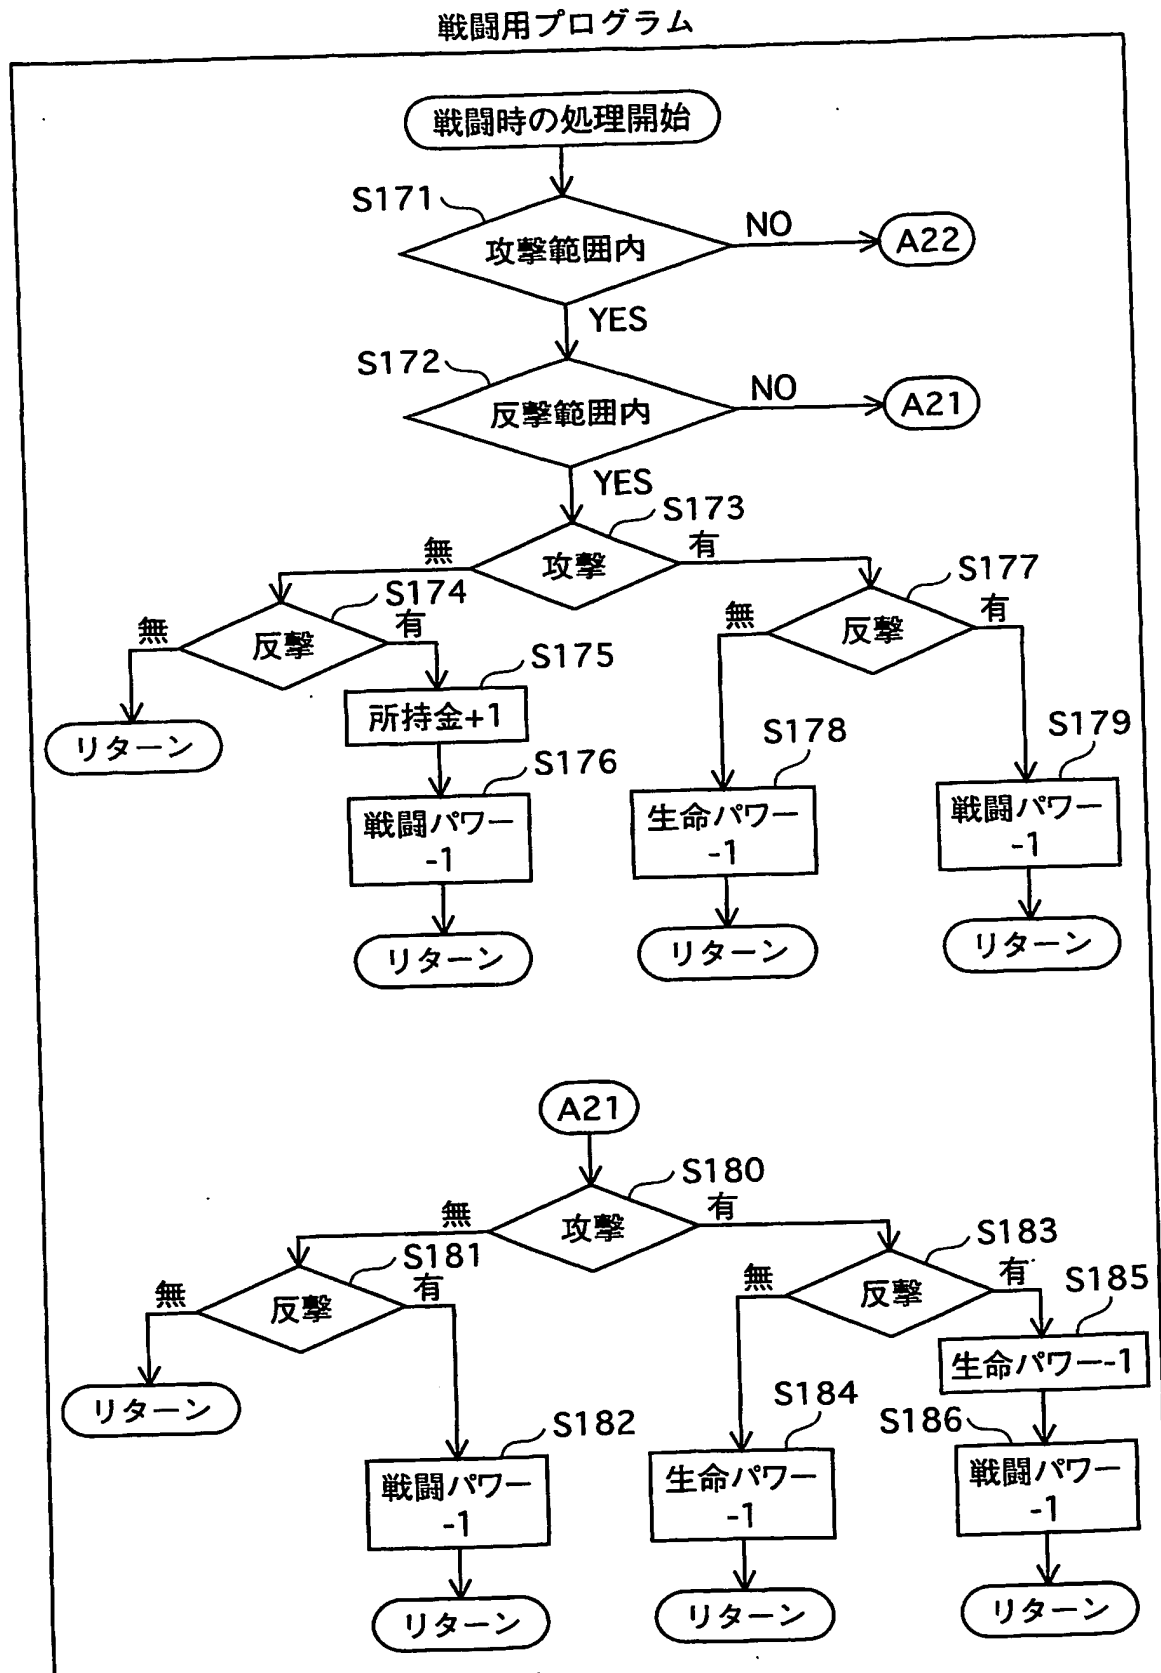 戦闘用プログラム
戦闘時の処理開始
S171
攻撃範囲内
NO
A22
YES
S172
反撃範囲内
NO
A21
YES
S173
無
攻撃
有
S174
無
反撃
有
S177
無
反撃
有
S175
所持金+1
リターン
S176
戦闘パワー
-1
S178
生命パワー
-1
S179
戦闘パワー
-1
リターン
リターン
リターン
A21
S180
無
攻撃
有
S181
無
反撃
有
S183
無
反撃
有
S185
生命パワー-1
リターン
S182
戦闘パワー
-1
S184
生命パワー
-1
S186
戦闘パワー
-1
リターン
リターン
リターン